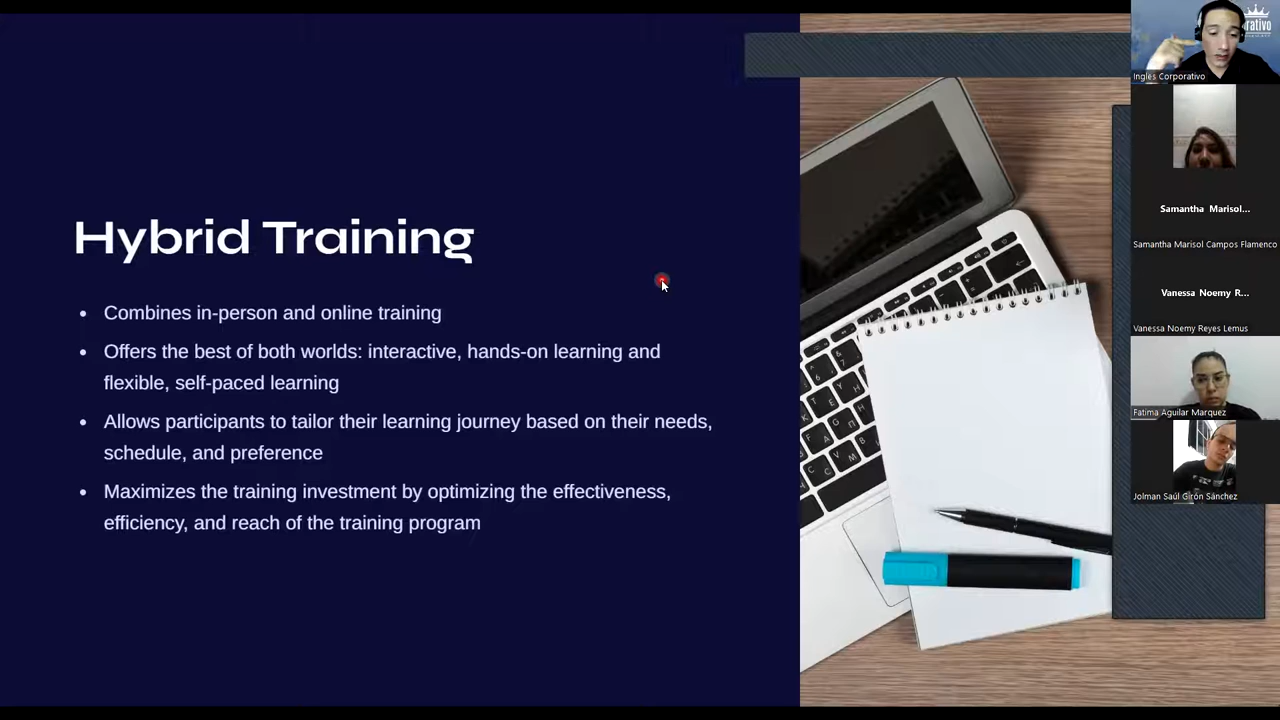 Hybrid Training
• Combines in-person and online training
• Offers the best of both worlds: interactive, hands-on learning and
flexible, self-paced learning
• Allows participants to tailor their learning journey based on their needs,
schedule, and preference
• Maximizes the training investment by optimizing the effectiveness,
efficiency, and reach of the training program
rativo
Ingles Corporativo
Samantha Marisol...
Samantha Marisol Campos Flamenco
Vanessa Noemy R...
Vanessa Noemy Reyes Lemus
Fatima Aguilar Marquez
Jolman Saúl Girón Sánchez